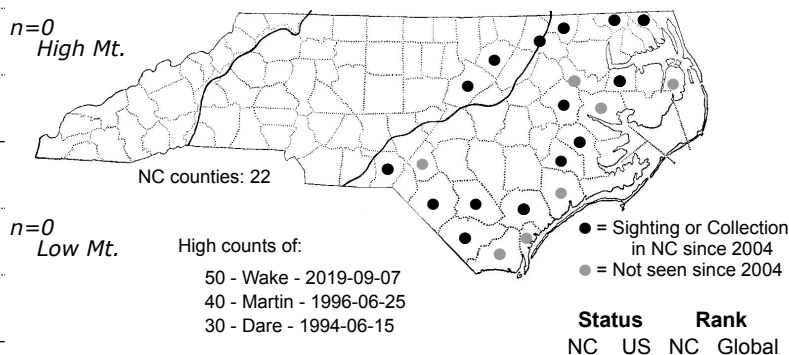 n=0
High Mt.
NC counties: 22
n=0
Low Mt.
High counts of:
50 - Wake - 2019-09-07
40 - Martin - 1996-06-25
30 - Dare - 1994-06-15
= Sighting or Collection
in NC since 2004
= Not seen since 2004
Status Rank
NC US NC Global